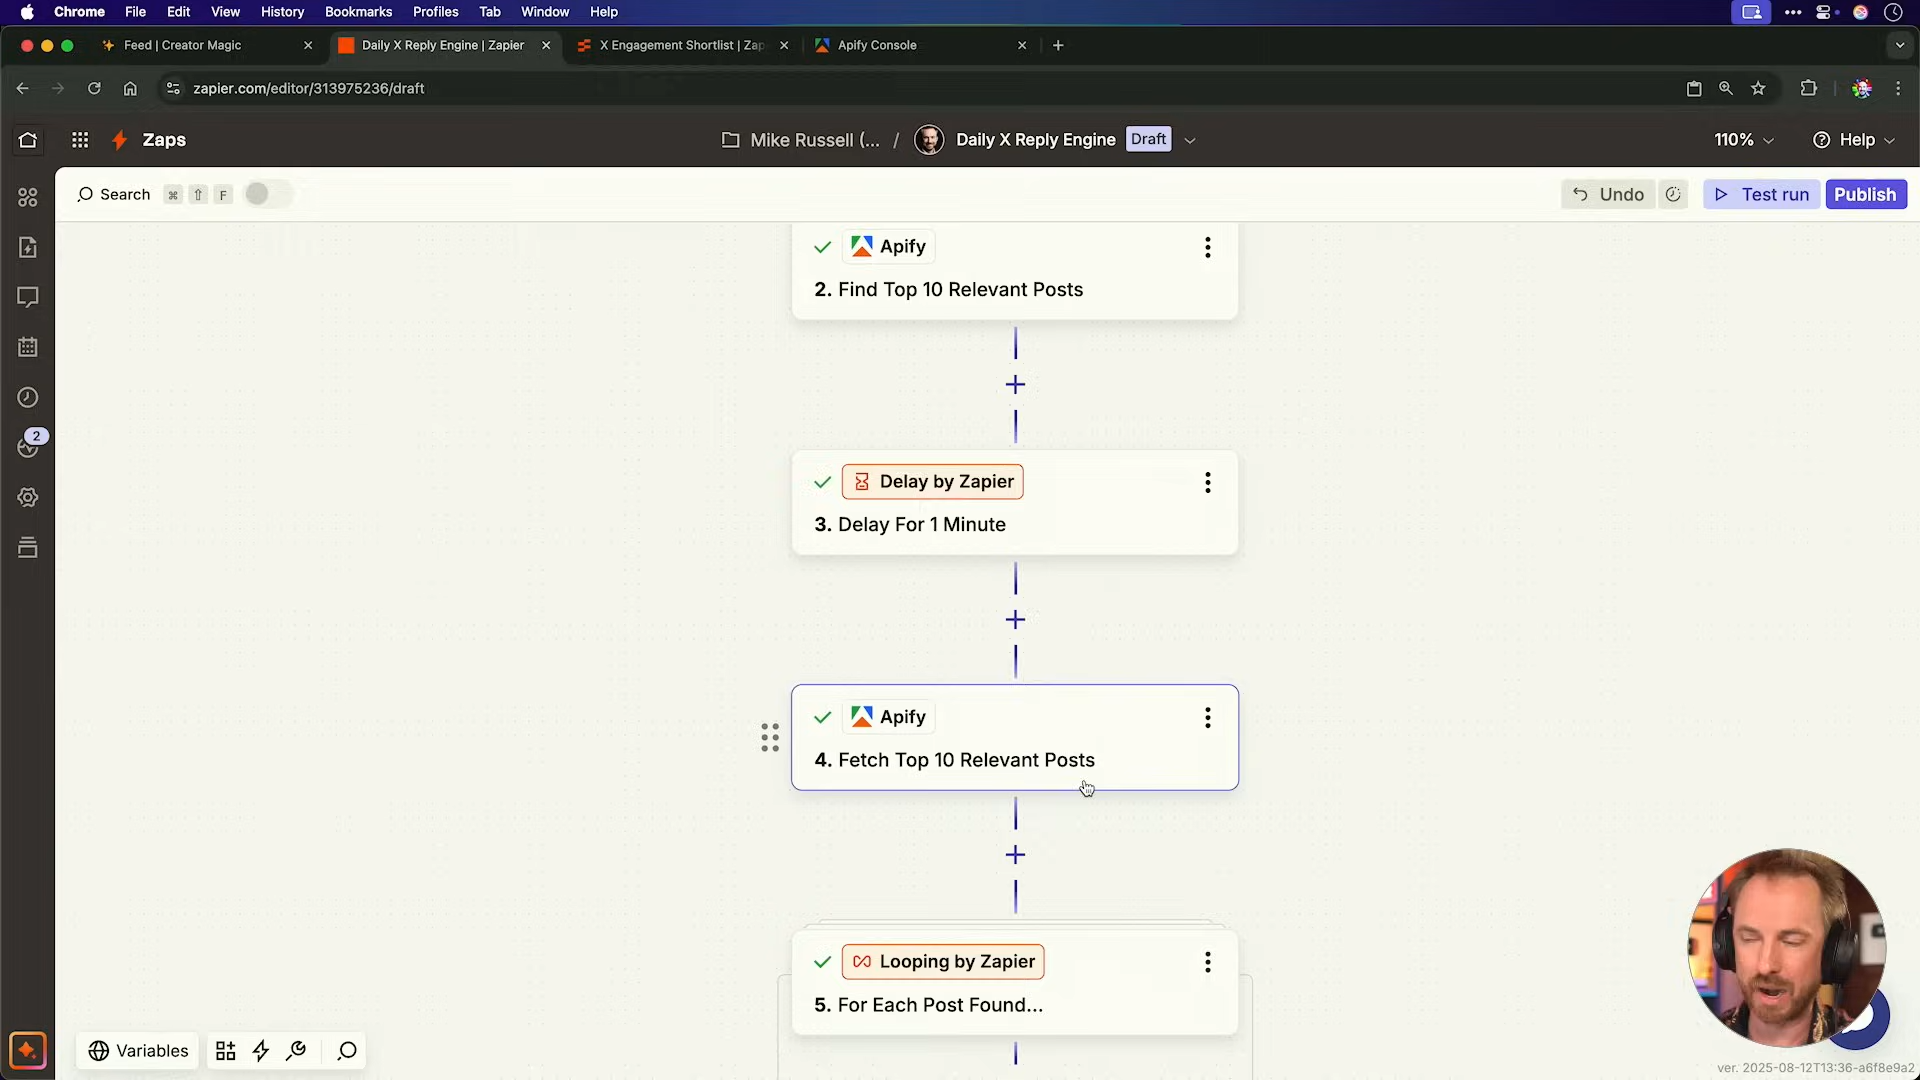 Chrome File Edit View History Bookmarks Profiles Tab Window Help
Feed | Creator Magic
Daily X Reply Engine | Zapier
X Engagement Shortlist | Zap
Apify Console
zapier.com/editor/313975236/draft
Zaps
Mike Russell (... / Daily X Reply Engine Draft
110%
Help
Search ⌘ ⇧ F
Undo
Test run
Publish
2
Apify
2. Find Top 10 Relevant Posts
Delay by Zapier
3. Delay For 1 Minute
Apify
4. Fetch Top 10 Relevant Posts
Looping by Zapier
5. For Each Post Found...
Variables
ver. 2025-08-12T13:36-a6f8e9a2